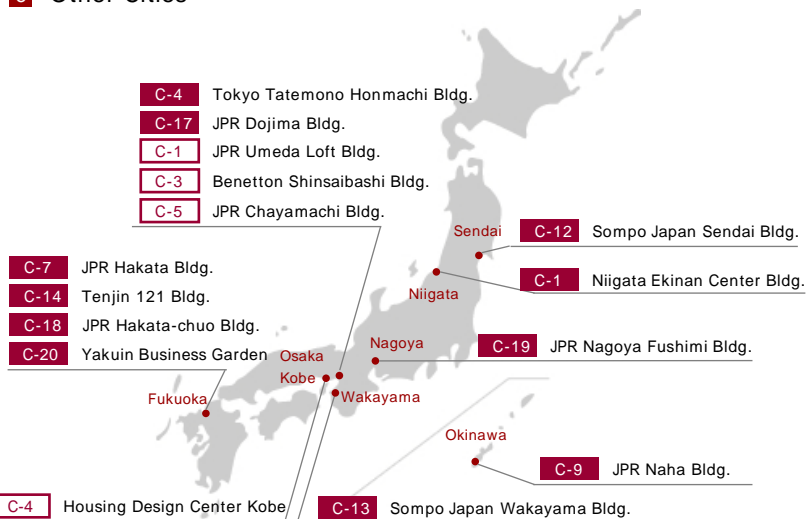 C-4 Tokyo Tatemono Honmachi Bldg.
C-17 JPR Dojima Bldg.
C-1 JPR Umeda Loft Bldg.
C-3 Benetton Shinsaibashi Bldg.
C-5 JPR Chayamachi Bldg.
Sendai
C-12 Sompo Japan Sendai Bldg.
C-7 JPR Hakata Bldg.
C-14 Tenjin 121 Bldg.
C-18 JPR Hakata-chuo Bldg.
C-20 Yakuin Business Garden
Niigata
C-1 Niigata Ekinan Center Bldg.
Nagoya
C-19 JPR Nagoya Fushimi Bldg.
Osaka
Kobe
Wakayama
Fukuoka
Okinawa
C-9 JPR Naha Bldg.
C-4 Housing Design Center Kobe
C-13 Sompo Japan Wakayama Bldg.